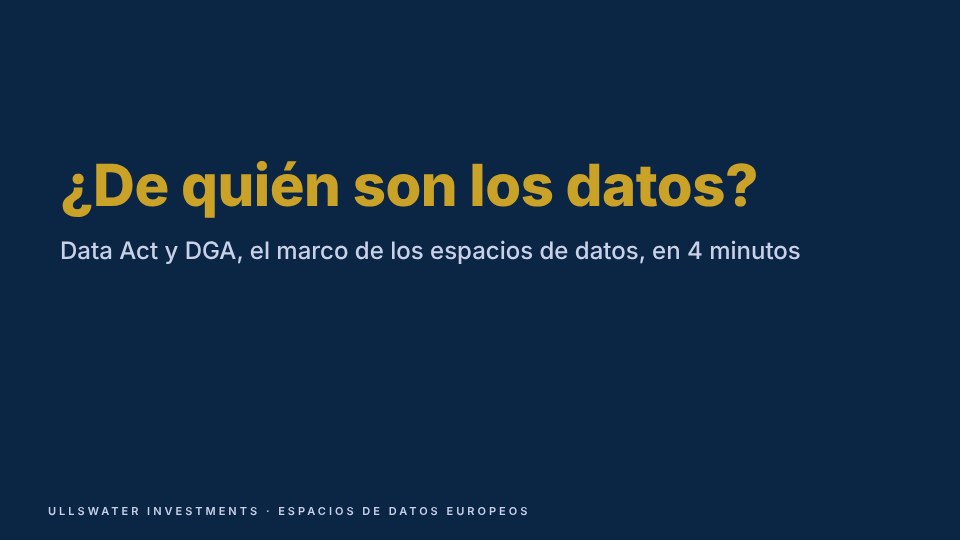 ¿De quién son los datos?
Data Act y DGA, el marco de los espacios de datos, en 4 minutos
ULLSWATER INVESTMENTS · ESPACIOS DE DATOS EUROPEOS